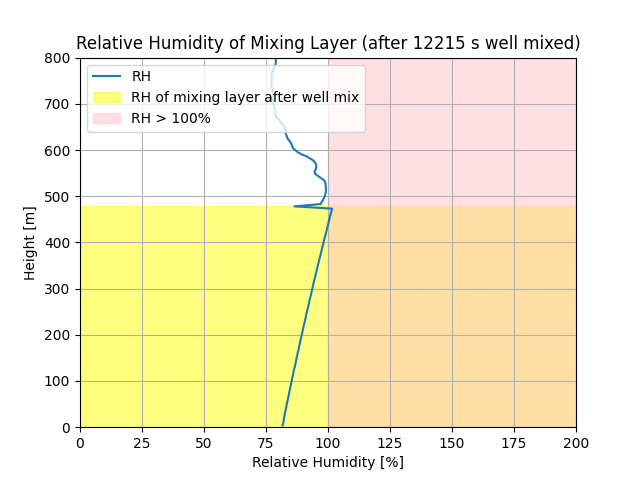 Relative Humidity of Mixing Layer (after 12215 s well mixed)
800
RH
RH of mixing layer after well mix
700
RH > 100%
600
500
Height [m]
400
300
200
100
0
0 25 50 75 100 125 150 175 200
Relative Humidity [%]